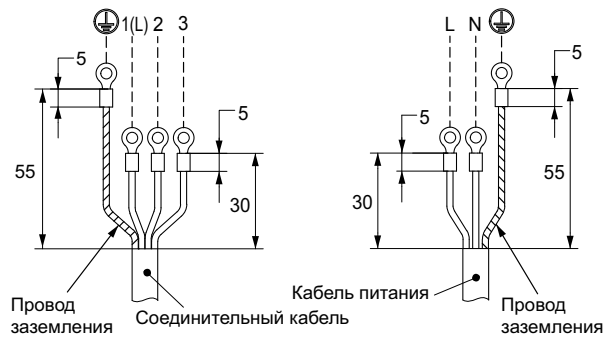 1(L) 2 3
5
5
55
30
Провод
заземления
Соединительный кабель
L N
5
5
30
55
Кабель питания
Провод
заземления